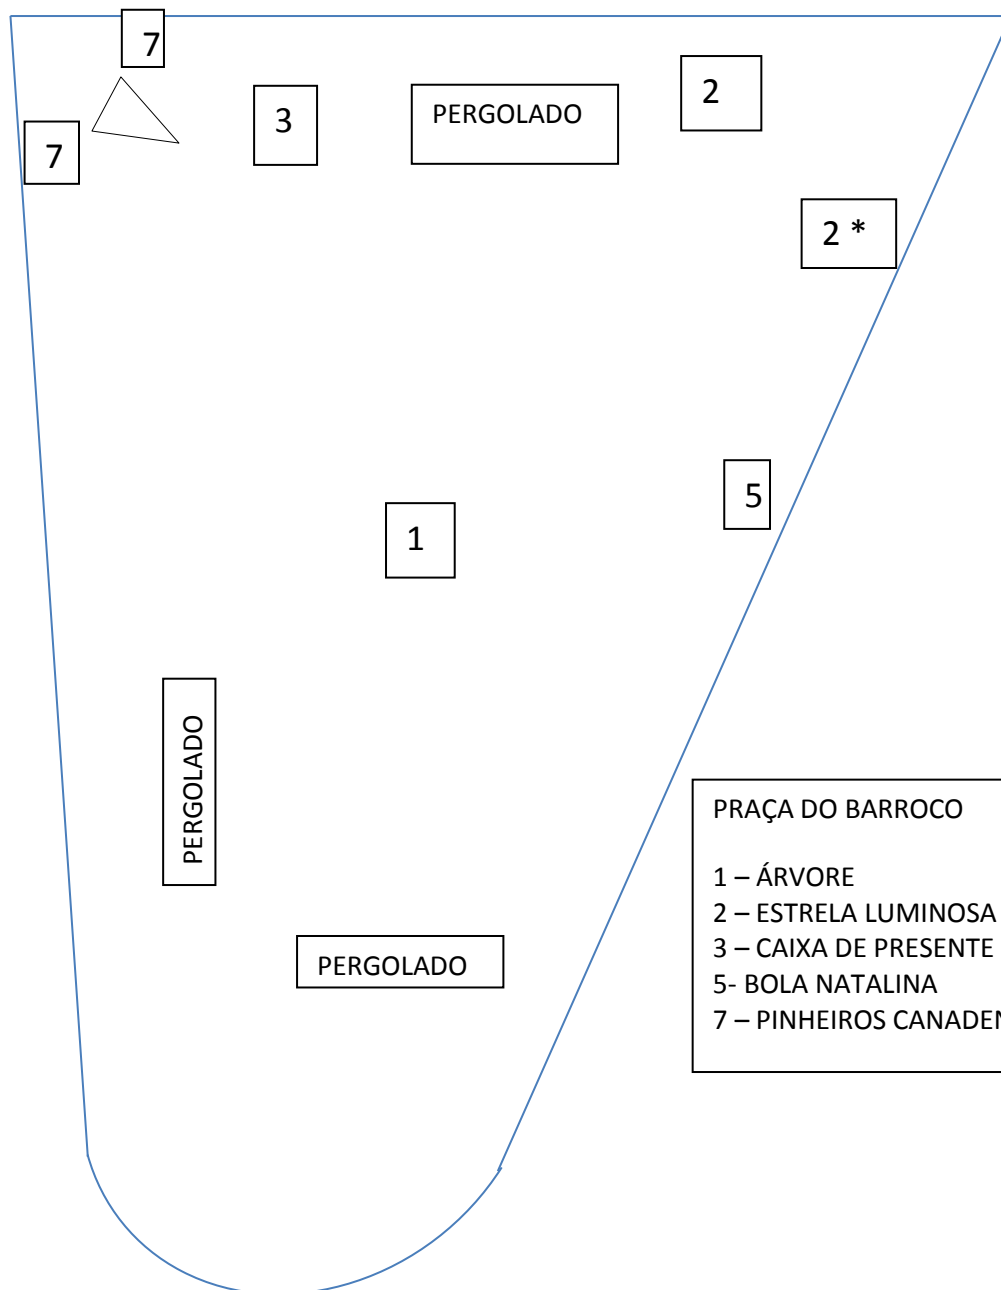 7
3
PERGOLADO
2
7
2 *
5
1
PERGOLADO
PERGOLADO
PRAÇA DO BARROCO
1 – ÁRVORE
2 – ESTRELA LUMINOSA
3 – CAIXA DE PRESENTE
5- BOLA NATALINA
7 – PINHEIROS